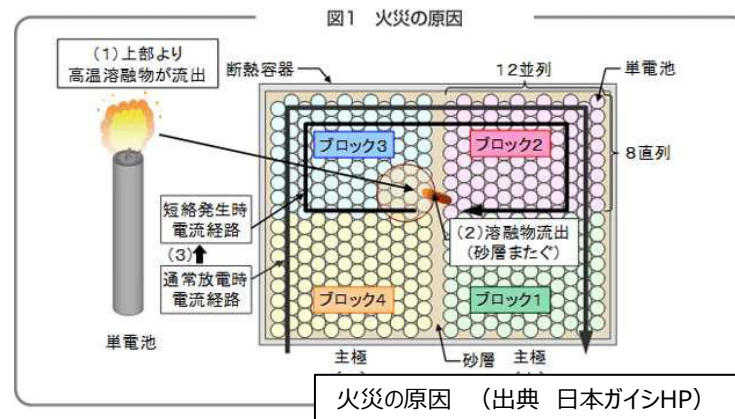 図1 火災の原因
(1)上部より
高温溶融物が流出
断熱容器
12並列
単電池
ブロック3
ブロック2
8直列
短絡発生時
電流経路
(2)溶融物流出
(砂層またぐ)
(3)
通常放電時
電流経路
ブロック4
ブロック1
単電池
主極
砂層
主極
火災の原因 (出典 日本ガイシHP)